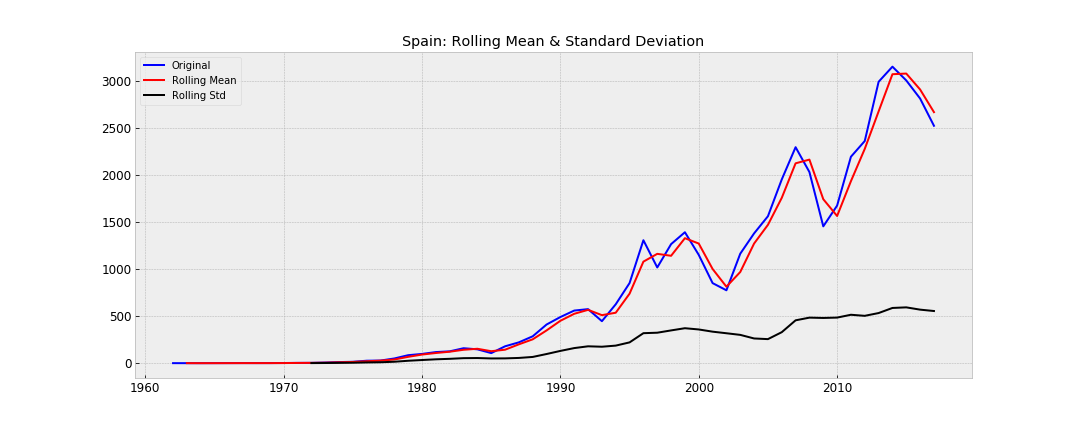 Spain: Rolling Mean & Standard Deviation
Original
Rolling Mean
Rolling Std
3000
2500
2000
1500
1000
500
0
1960 1970 1980 1990 2000 2010